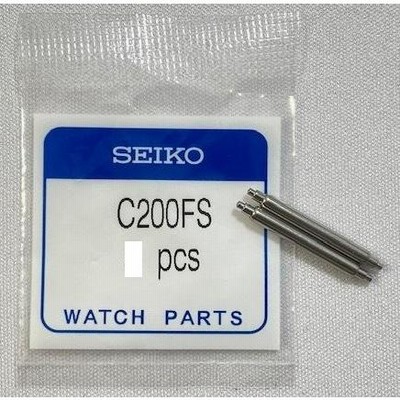 SEIKO
C200FS
pcs
WATCH PARTS